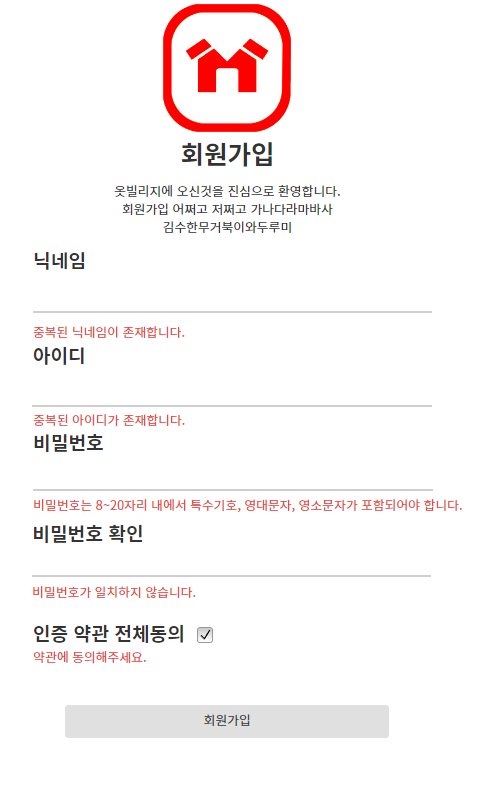 회원가입
옷빌리지에 오신것을 진심으로 환영합니다.
회원가입 어쩌고 저쩌고 가나다라마바사
김수한무거북이와두루미
닉네임
중복된 닉네임이 존재합니다.
아이디
중복된 아이디가 존재합니다.
비밀번호
비밀번호는 8~20자리 내에서 특수기호, 영대문자, 영소문자가 포함되어야 합니다.
비밀번호 확인
비밀번호가 일치하지 않습니다.
인증 약관 전체동의
약관에 동의해주세요.
회원가입